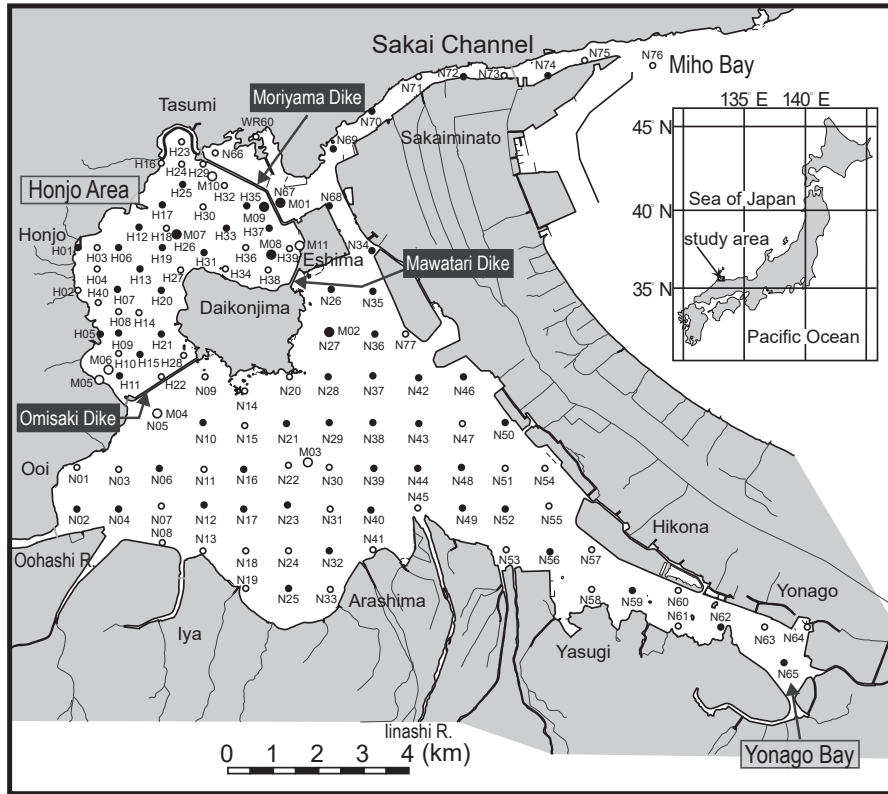 Sakai Channel
N75
N76
N74
N73
N72
N71
Miho Bay
Moriyama Dike
Tasumi
N70
135° E 140° E
45° N
WR60
N69
Sakaiminato
H23
N66
H16
H24
H29
M10
H25
H32
H35
N67
M01
N68
Honjo Area
Sea of Japan
40° N
H17
H30
M09
H37
H12
H18
M07
H33
M08
M11
study area
Honjo
H01
H03
H06
H19
H26
H31
H36
H39
Eshima
N34
Mawatari Dike
H04
H13
H27
H34
H38
35° N
H02
H40
H07
H20
Daikonjima
N26
N35
Pacific Ocean
H08
H14
H05
H09
H21
M02
N27
N36
N77
M06
H10
H15
H28
M05
H11
H22
N09
N14
N20
N28
N37
N42
N46
Omisaki Dike
M04
N05
N10
N15
N21
N29
N38
N43
N47
N50
M03
Ooi
N01
N03
N06
N11
N16
N22
N30
N39
N44
N48
N51
N54
N45
N02
N04
N07
N12
N17
N23
N31
N40
N49
N52
N55
Hikona
N08
N13
Oohashi R.
N18
N24
N32
N41
N53
N56
N57
N19
N25
N33
Arashima
N58
N59
N60
Yonago
Iya
N61
N62
N63
N64
Yasugi
N65
Iinashi R.
0 1 2 3 4 (km)
Yonago Bay